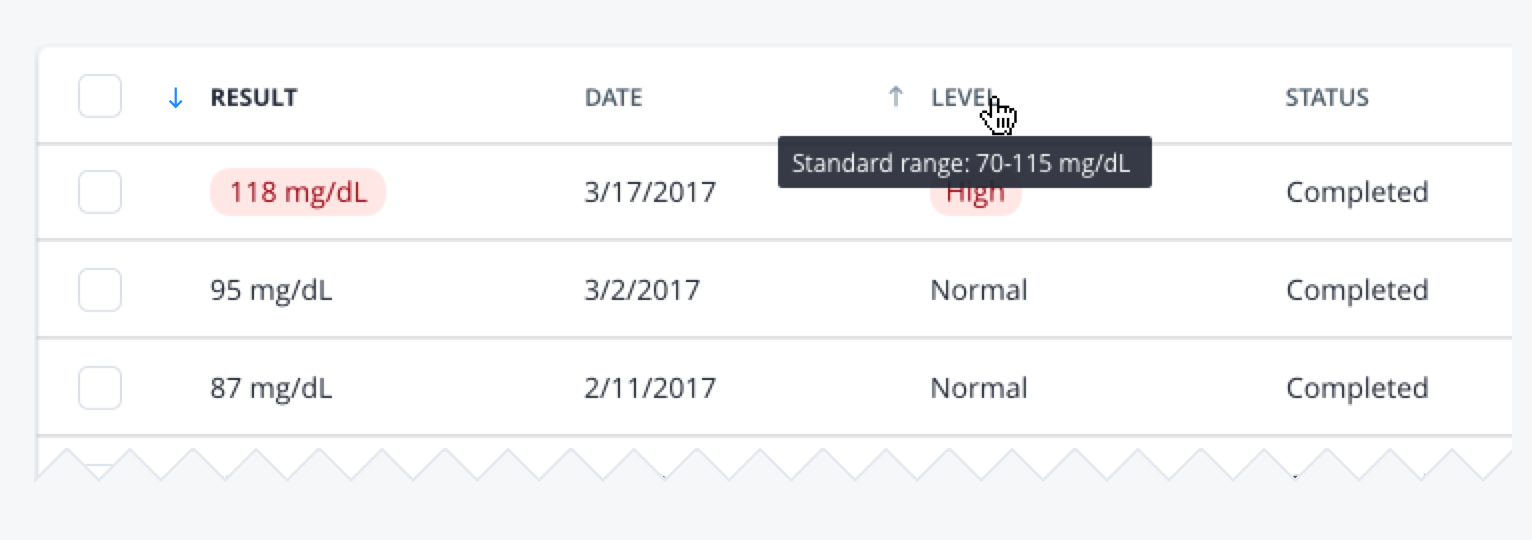 ↓ RESULT DATE ↑ LEVEL STATUS
Standard range: 70-115 mg/dL
118 mg/dL 3/17/2017 High Completed
95 mg/dL 3/2/2017 Normal Completed
87 mg/dL 2/11/2017 Normal Completed